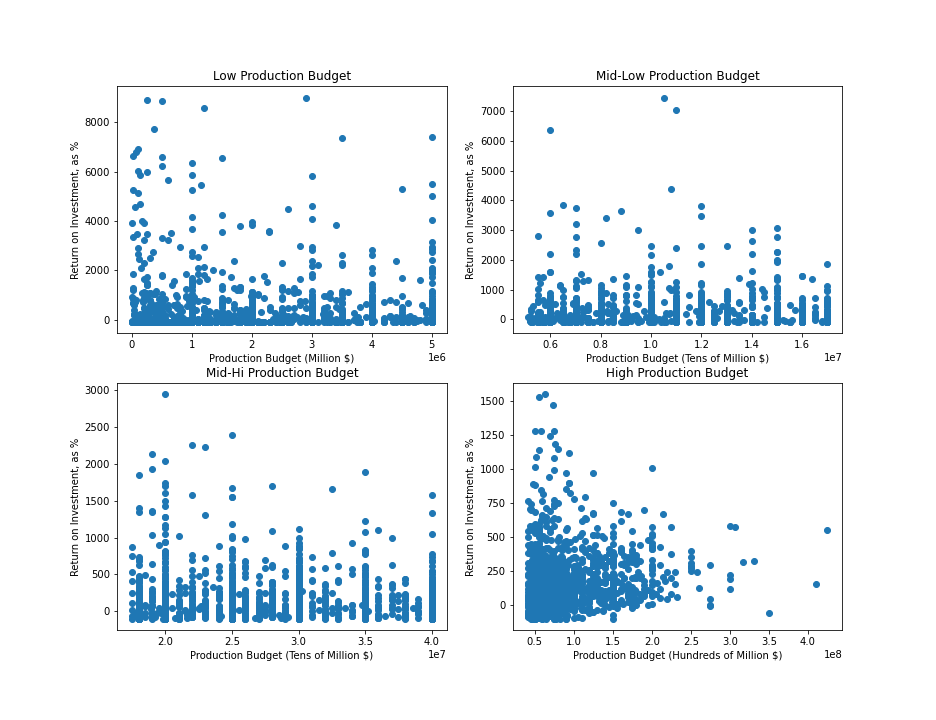 Low Production Budget
Return on Investment, as %
8000
6000
4000
2000
0
0 1 2 3 4 5
1e6
Production Budget (Million $)
Mid-Low Production Budget
Return on Investment, as %
7000
6000
5000
4000
3000
2000
1000
0
0.6 0.8 1.0 1.2 1.4 1.6
1e7
Production Budget (Tens of Million $)
Mid-Hi Production Budget
Return on Investment, as %
3000
2500
2000
1500
1000
500
0
2.0 2.5 3.0 3.5 4.0
1e7
Production Budget (Tens of Million $)
High Production Budget
Return on Investment, as %
1500
1250
1000
750
500
250
0
0.5 1.0 1.5 2.0 2.5 3.0 3.5 4.0
1e8
Production Budget (Hundreds of Million $)